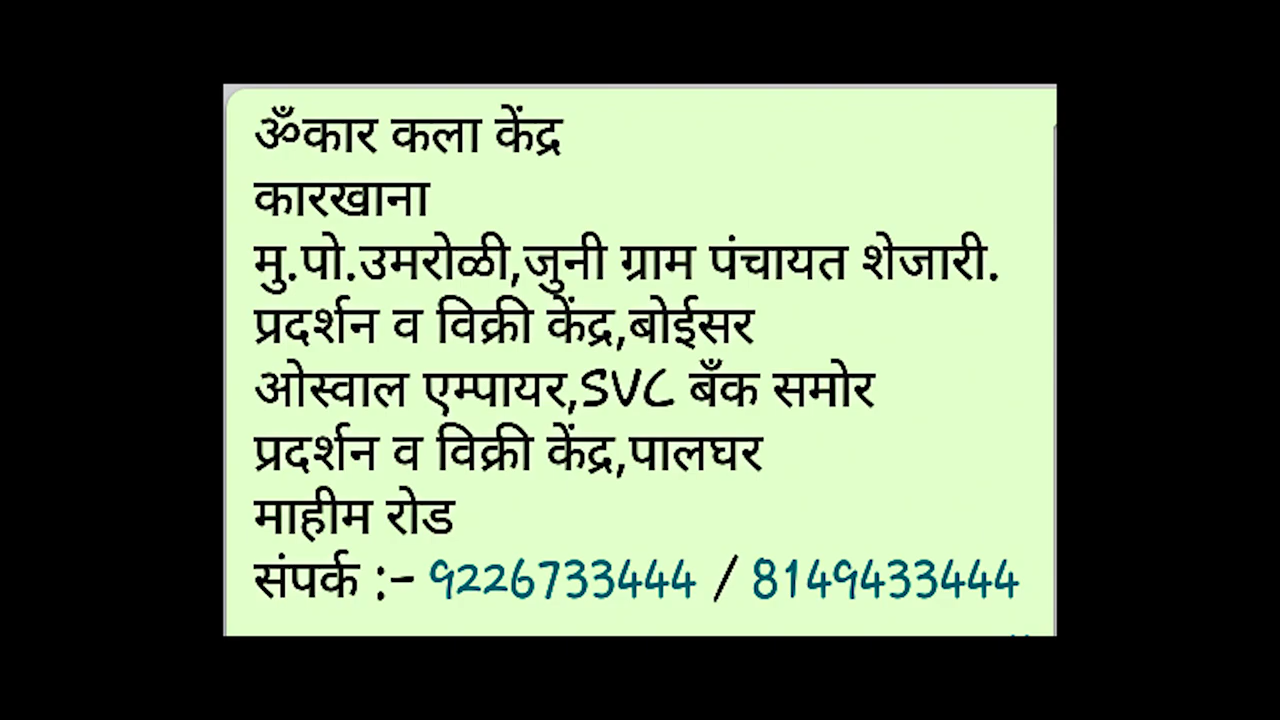 ॐकार कला केंद्र
कारखाना
मु.पो.उमरोळी,जुनी ग्राम पंचायत शेजारी.
प्रदर्शन व विक्री केंद्र,बोईसर
ओस्वाल एम्पायर,SVC बँक समोर
प्रदर्शन व विक्री केंद्र,पालघर
माहीम रोड
संपर्क :- 9226733444 / 8149433444